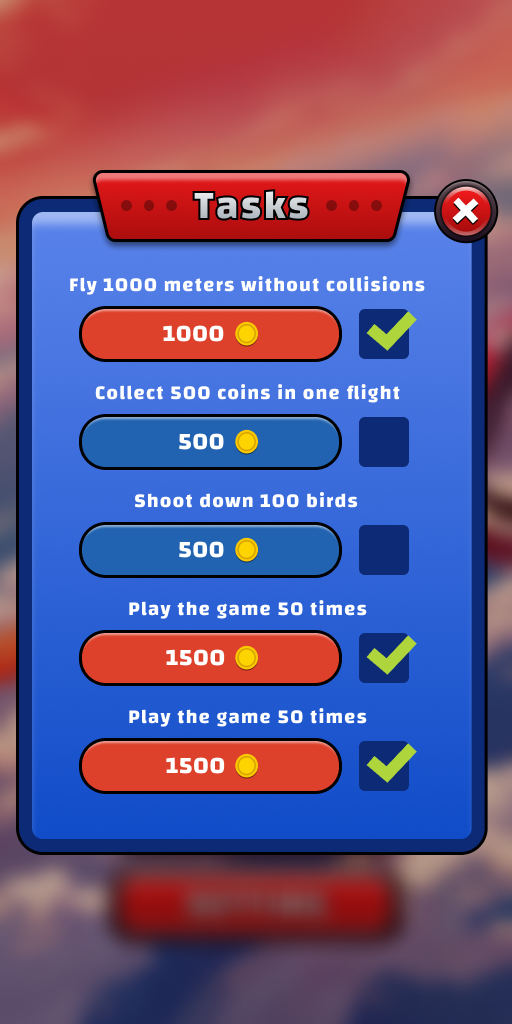 Tasks
Fly 1000 meters without collisions
1000
Collect 500 coins in one flight
500
Shoot down 100 birds
500
Play the game 50 times
1500
Play the game 50 times
1500